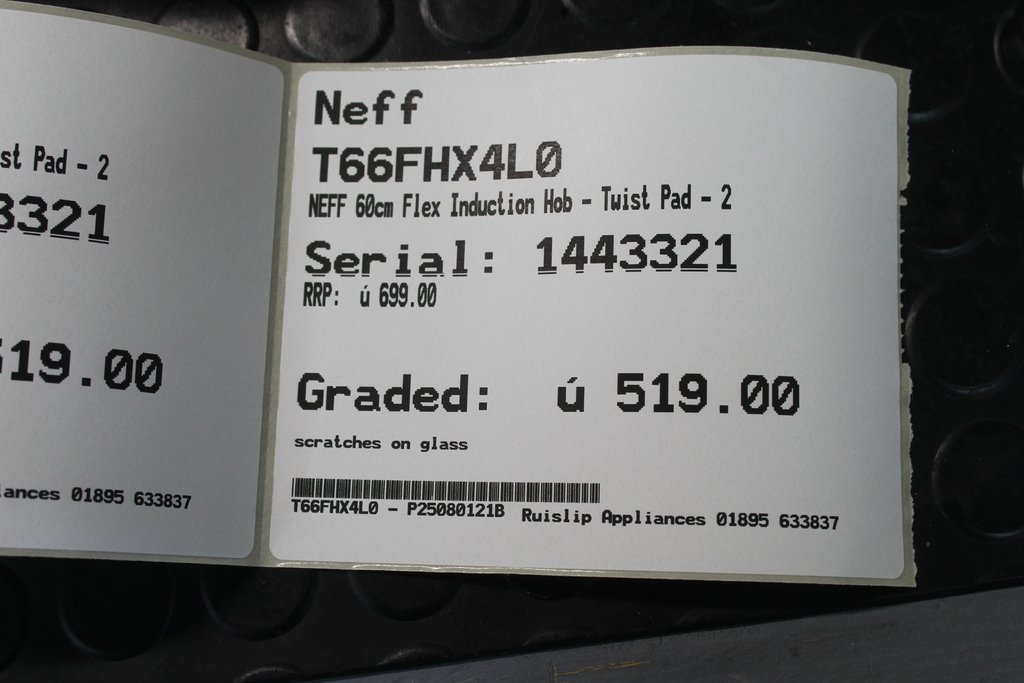 st Pad - 2
3321
519.00
iances 01895 633837
Neff
T66FHX4L0
NEFF 60cm Flex Induction Hob - Twist Pad - 2
Serial: 1443321
RRP: ú 699.00
Graded: ú 519.00
scratches on glass
T66FHX4L0 - P25080121B Ruislip Appliances 01895 633837